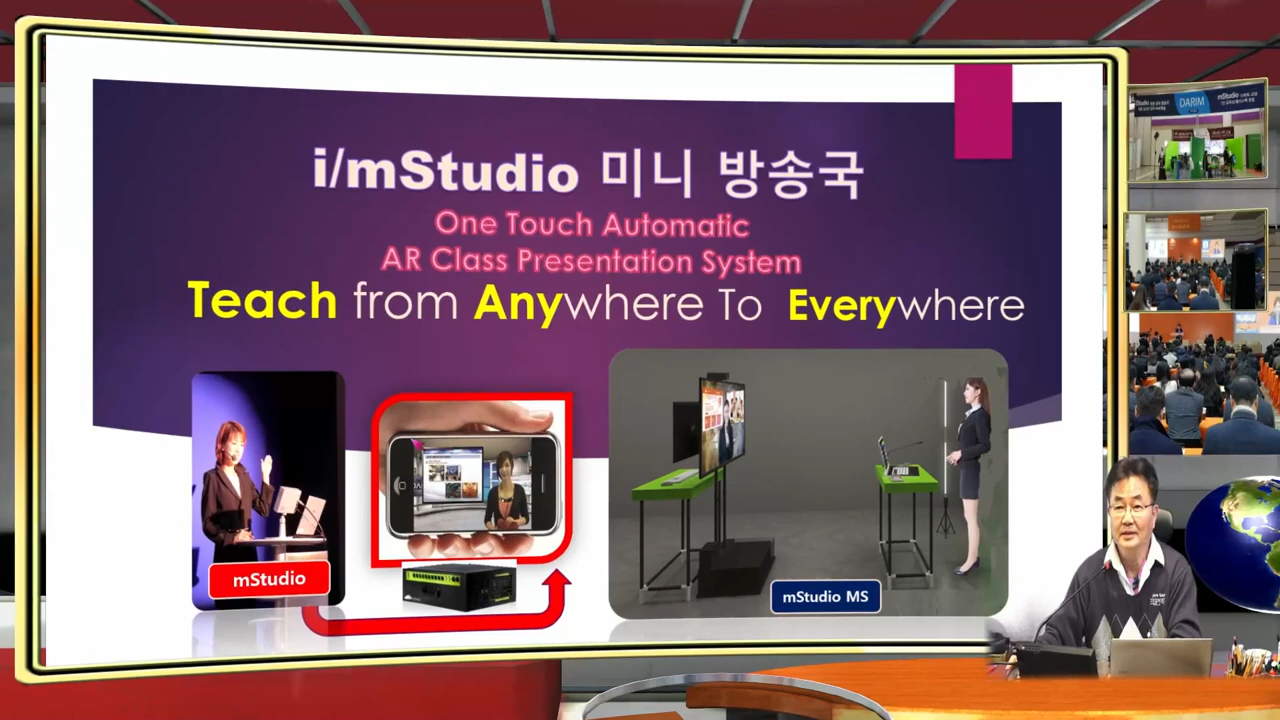 i/mStudio 미니 방송국
One Touch Automatic
AR Class Presentation System
Teach from Anywhere To Everywhere
mStudio
mStudio MS
DARIM
mStudio